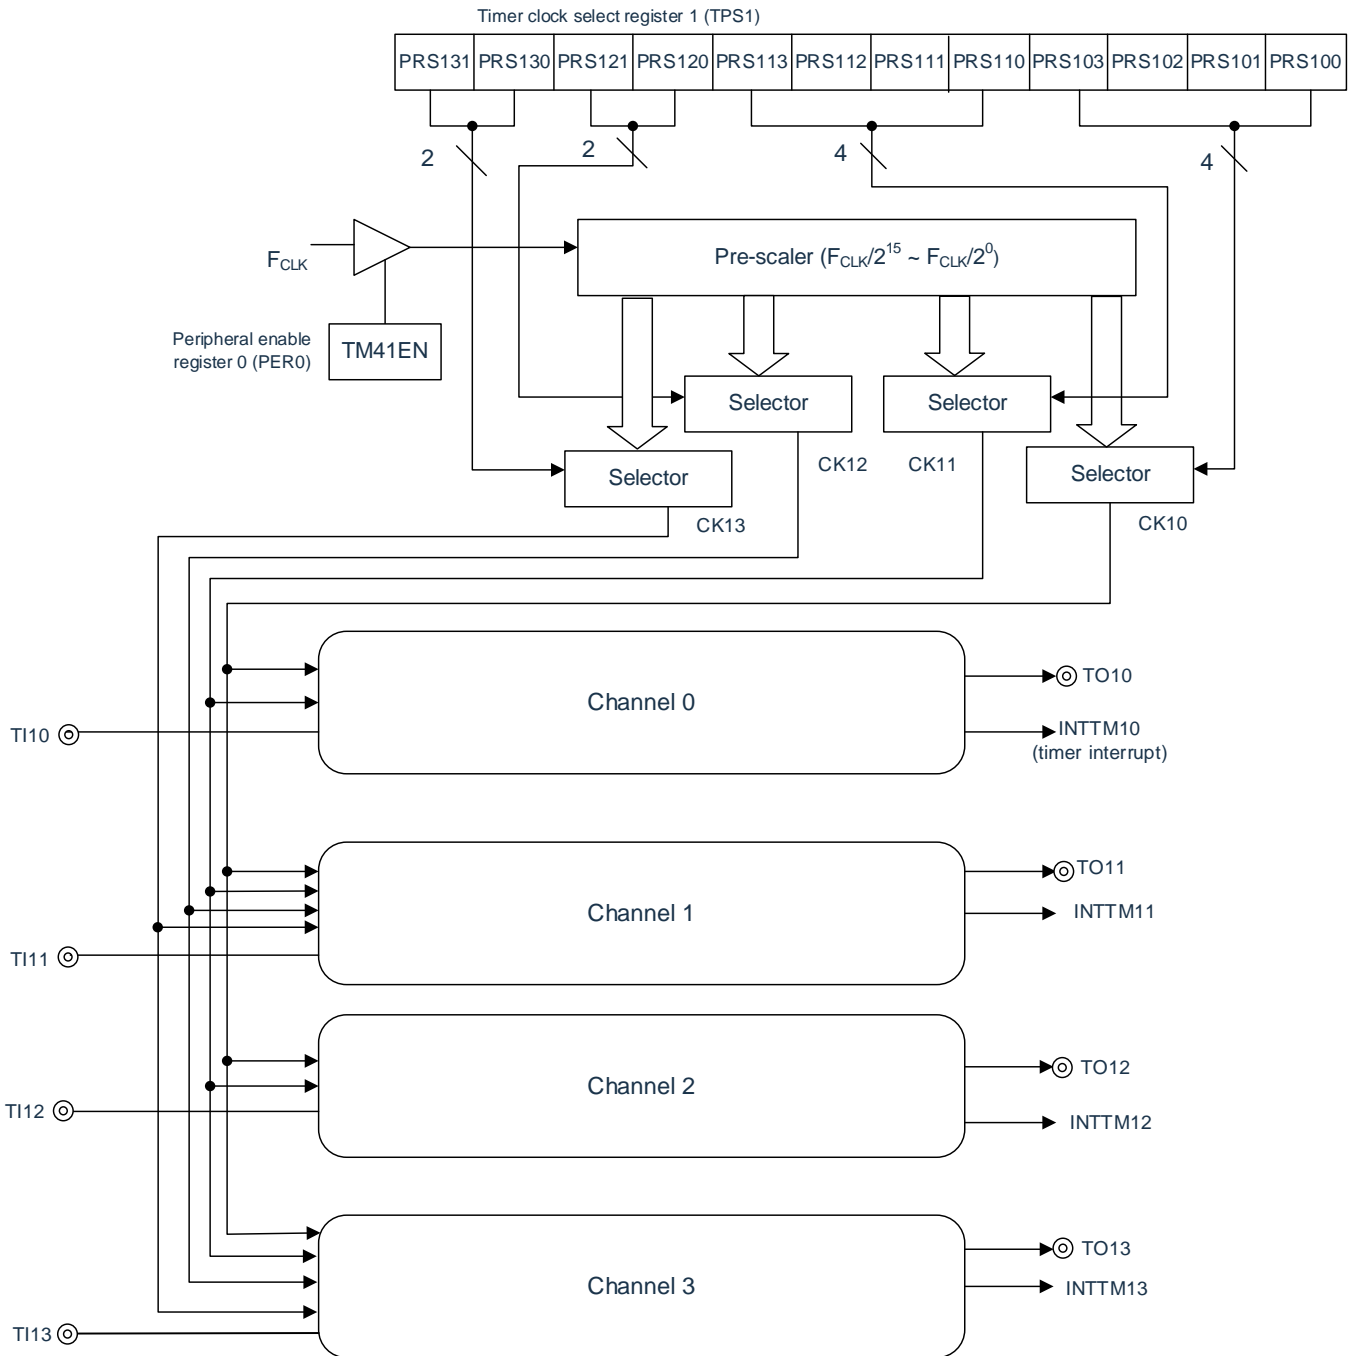 Timer clock select register 1 (TPS1)
PRS131 PRS130 PRS121 PRS120 PRS113 PRS112 PRS111 PRS110 PRS103 PRS102 PRS101 PRS100
2 2 4 4
FCLK
Pre-scaler (FCLK/2^15 ~ FCLK/2^0)
Peripheral enable
register 0 (PER0)
TM41EN
Selector
Selector
CK12
CK11
Selector
Selector
CK13
CK10
Channel 0
TI10
TO10
INTTM10
(timer interrupt)
Channel 1
TI11
TO11
INTTM11
Channel 2
TI12
TO12
INTTM12
Channel 3
TI13
TO13
INTTM13